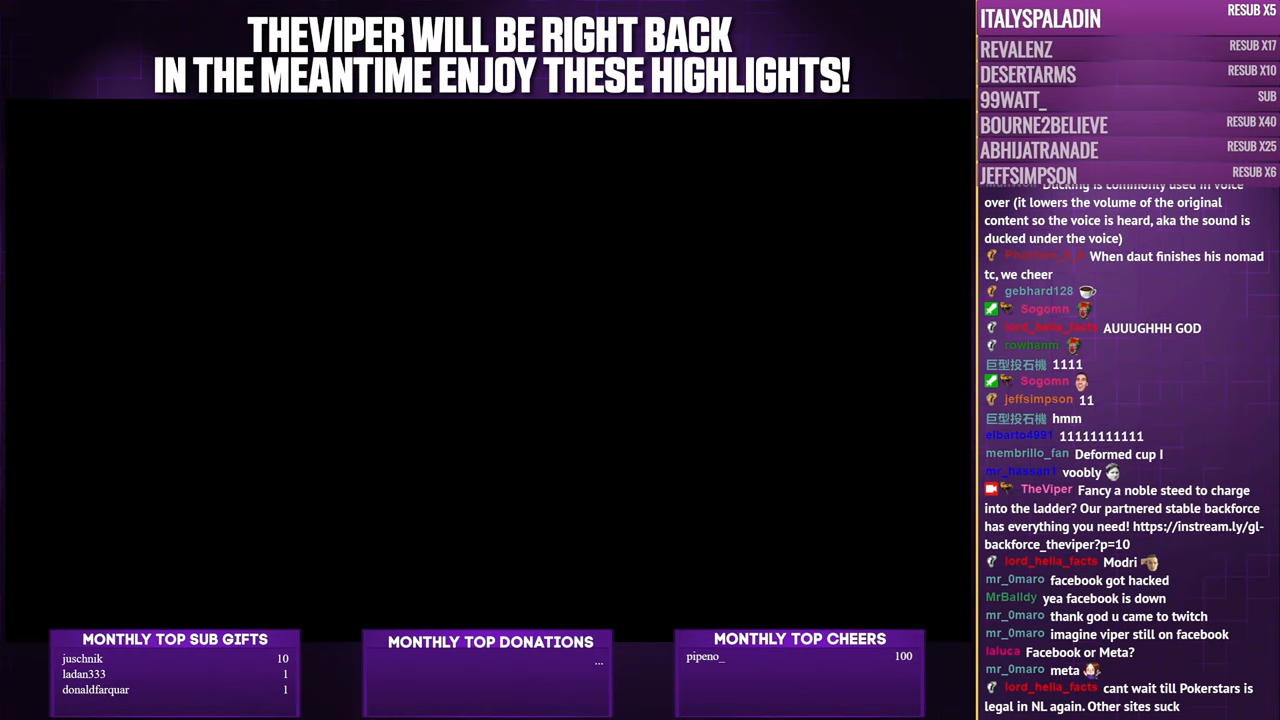 THEVIPER WILL BE RIGHT BACK
IN THE MEANTIME ENJOY THESE HIGHLIGHTS!
MONTHLY TOP SUB GIFTS
juschnik 10
ladan333 1
donaldfarquar 1
MONTHLY TOP DONATIONS
...
MONTHLY TOP CHEERS
pipeno_ 100
ITALYSPALADIN RESUB X5
REVALENZ RESUB X17
DESERTARMS RESUB X10
99WATT_ SUB
BOURNE2BELIEVE RESUB X40
ABHIJATRANADE RESUB X25
JEFFSIMPSON RESUB X6
Ducking is commonly used in voice
over (it lowers the volume of the original
content so the voice is heard, aka the sound is
ducked under the voice)
When daut finishes his nomad
tc, we cheer
gebhard128
Sogomn
lord_hella_facts AUUUGHHH GOD
rowhanm
巨型投石機 1111
Sogomn
jeffsimpson 11
巨型投石機 hmm
elbarto4991 11111111111
membrillo_fan Deformed cup I
mr_hassan1 voobly
TheViper Fancy a noble steed to charge
into the ladder? Our partnered stable backforce
has everything you need! https://instream.ly/gl-
backforce_theviper?p=10
lord_hella_facts Modri
mr_0maro facebook got hacked
MrBalldy yea facebook is down
mr_0maro thank god u came to twitch
mr_0maro imagine viper still on facebook
laluca Facebook or Meta?
mr_0maro meta
lord_hella_facts cant wait till Pokerstars is
legal in NL again. Other sites suck